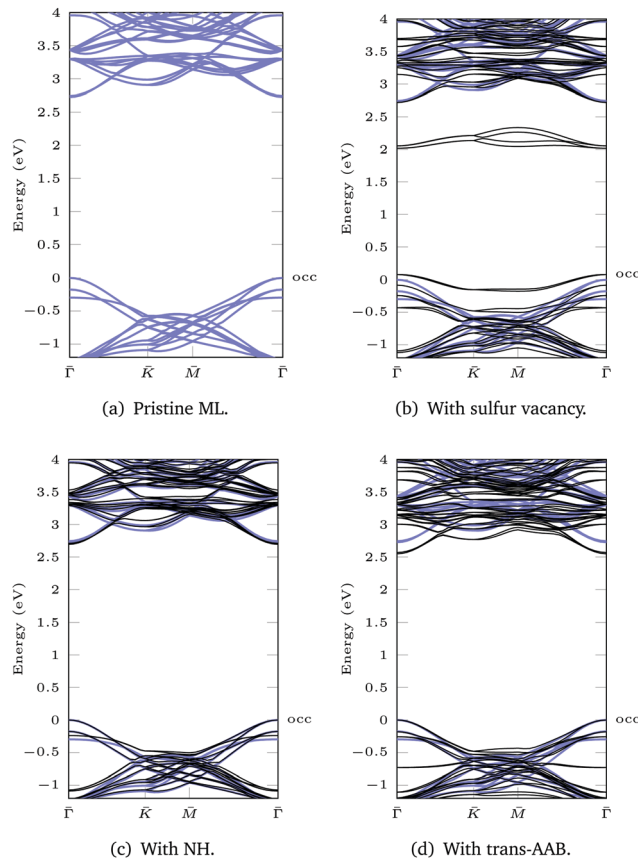 4
3.5
3
2.5
2
1.5
1
0.5
0
−0.5
−1
Energy (eV)
occ
Γ̄ K̄ M̄ Γ̄
(a) Pristine ML.
4
3.5
3
2.5
2
1.5
1
0.5
0
−0.5
−1
Energy (eV)
occ
Γ̄ K̄ M̄ Γ̄
(b) With sulfur vacancy.
4
3.5
3
2.5
2
1.5
1
0.5
0
−0.5
−1
Energy (eV)
occ
Γ̄ K̄ M̄ Γ̄
(c) With NH.
4
3.5
3
2.5
2
1.5
1
0.5
0
−0.5
−1
Energy (eV)
occ
Γ̄ K̄ M̄ Γ̄
(d) With trans-AAB.